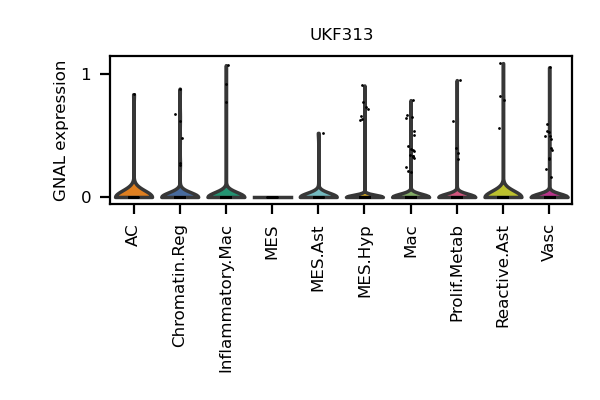 UKF313
GNAL expression
1
0
AC
Chromatin.Reg
Inflammatory.Mac
MES
MES.Ast
MES.Hyp
Mac
Prolif.Metab
Reactive.Ast
Vasc